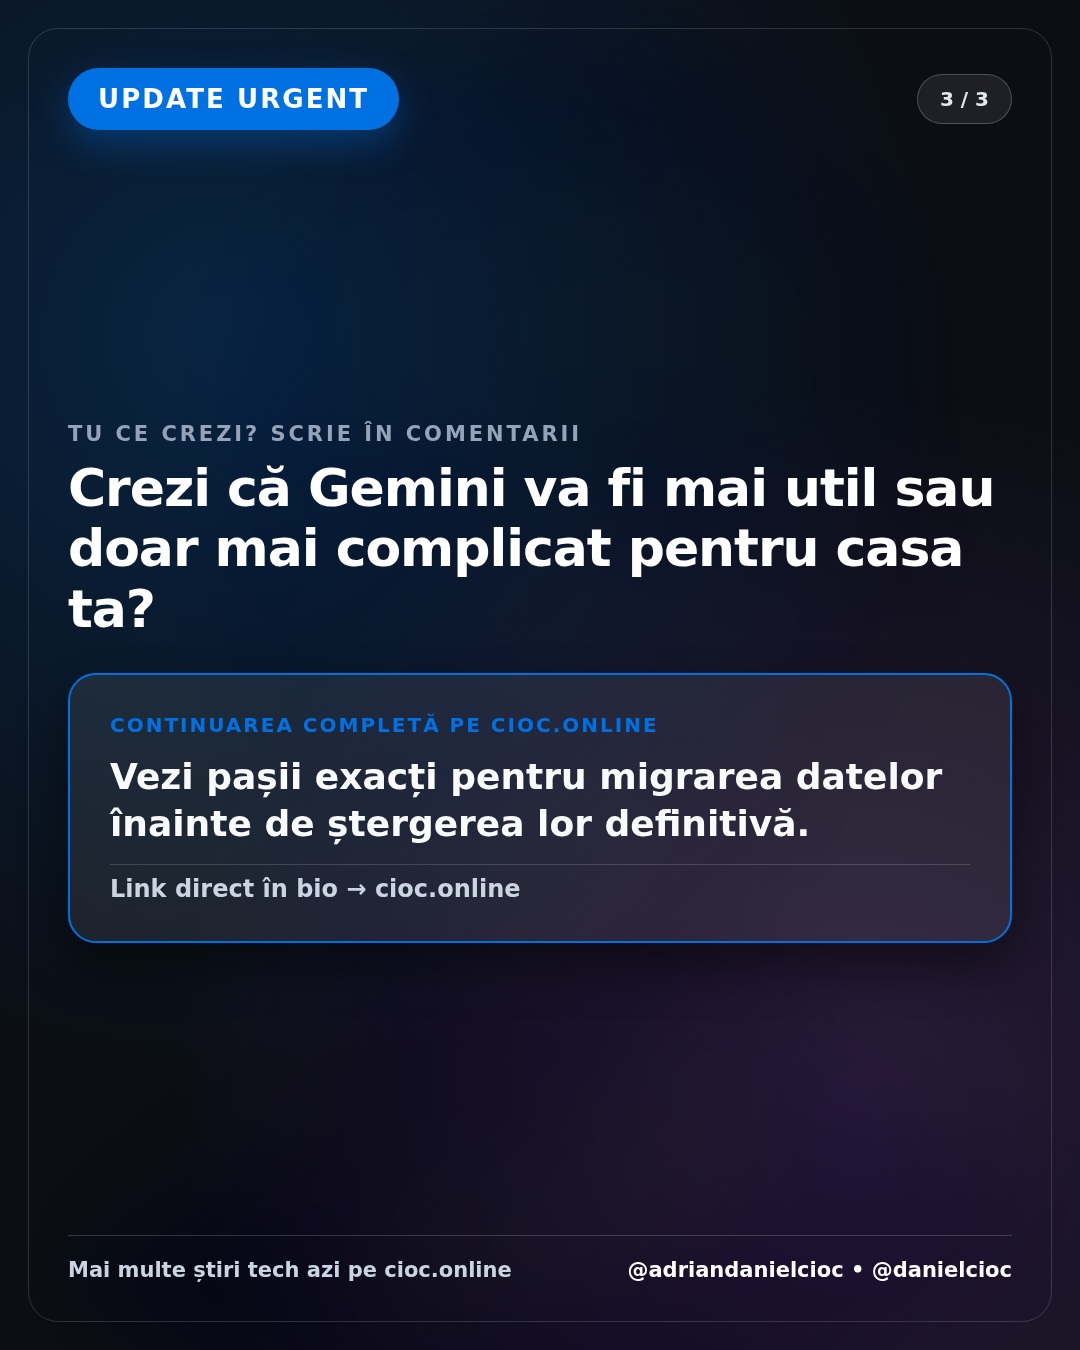 UPDATE URGENT
3 / 3
TU CE CREZI? SCRIE ÎN COMENTARII
Crezi că Gemini va fi mai util sau
doar mai complicat pentru casa
ta?
CONTINUAREA COMPLETĂ PE CIOC.ONLINE
Vezi pașii exacți pentru migrarea datelor
înainte de ștergerea lor definitivă.
Link direct în bio → cioc.online
Mai multe știri tech azi pe cioc.online
@adriandanielcioc • @danielcioc